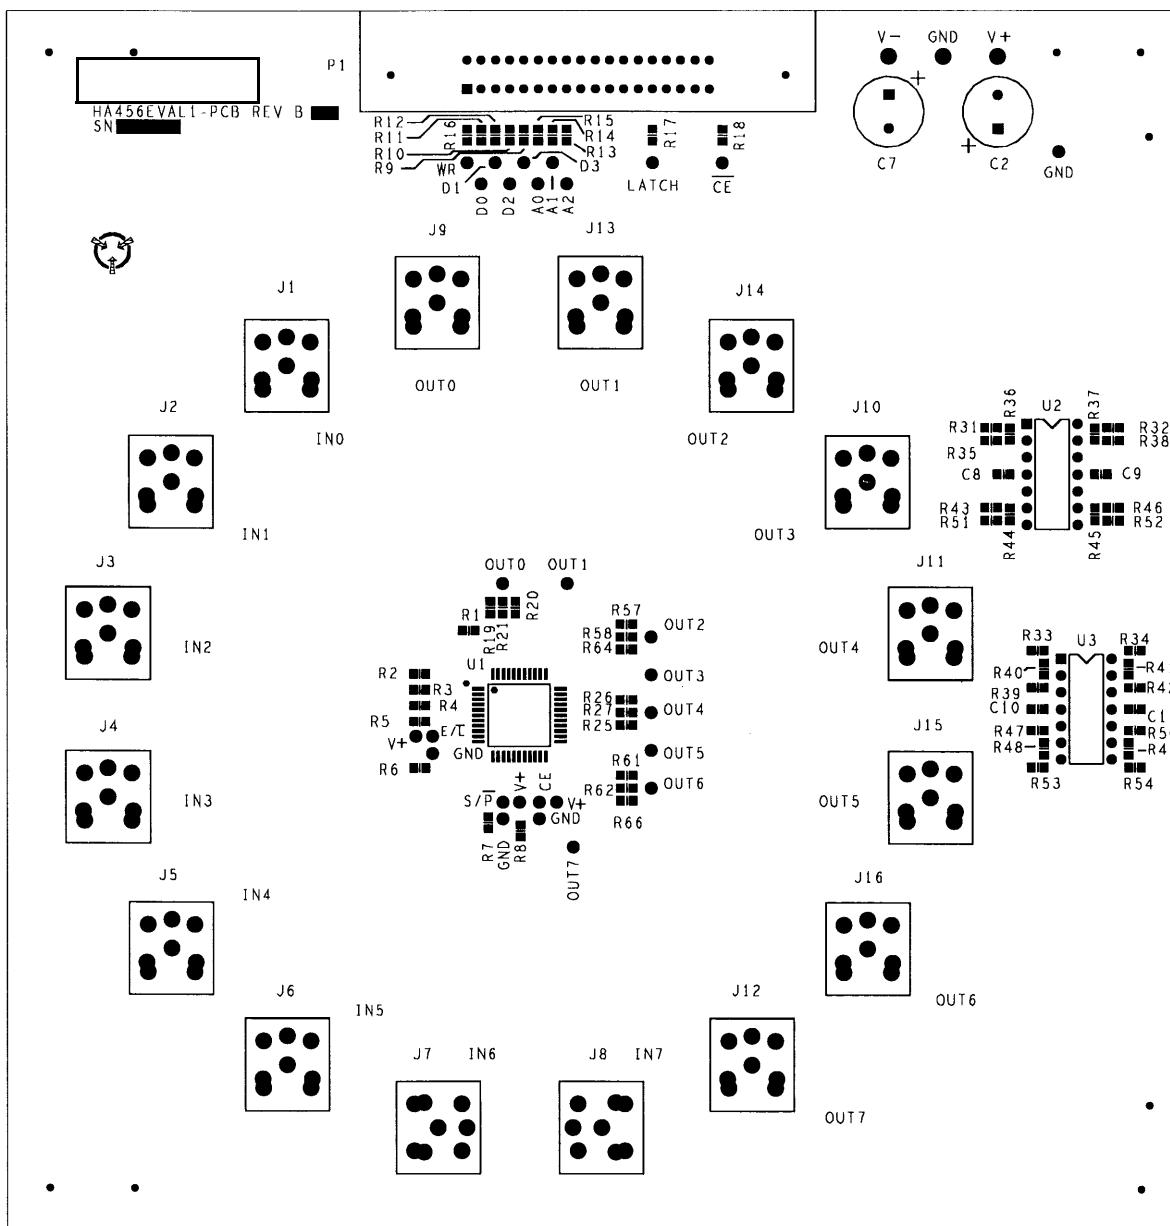 V- GND V+
P1
HA456EVAL1-PCB REV B
SN
R12
R11
R10
R9
R16
R15
R14
R13
R17
R18
C7
C2
GND
WR
D1
D3
D0
D2
A0
A1
A2
LATCH
CE
J9
J13
J1
J14
OUT0
OUT1
J2
IN0
OUT2
J10
R36
U2
R37
R31
R32
R38
R35
C8
C9
R43
R46
R51
R52
R44
R45
IN1
OUT3
J3
OUT0
OUT1
J11
R1
R19
R21
R20
R57
R58
R64
OUT2
IN2
OUT4
R33
U3
R34
U1
R2
R3
R4
R5
E/L
V+
GND
R6
OUT3
R26
R27
R25
OUT4
OUT5
R40
R39
C10
R47
R48
R53
R54
J4
J15
IN3
OUT5
R61
R62
R66
OUT6
S/P
V+
CE
V+
GND
R7
GND
R8
OUT7
J5
IN4
J16
J6
IN5
J12
OUT6
J7
IN6
J8
IN7
OUT7